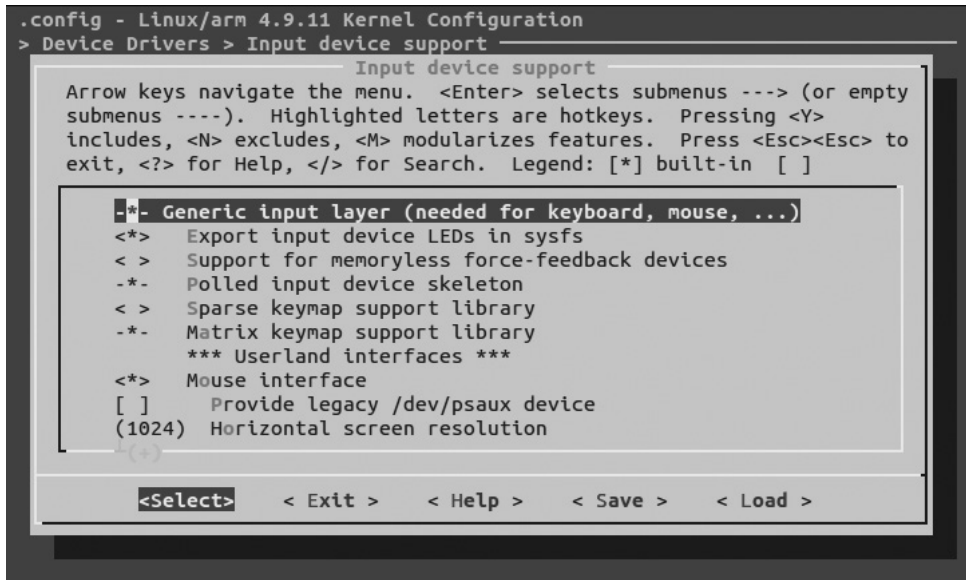 .config - Linux/arm 4.9.11 Kernel Configuration
> Device Drivers > Input device support
Input device support
Arrow keys navigate the menu.  <Enter> selects submenus ---> (or empty
submenus ----).  Highlighted letters are hotkeys.  Pressing <Y>
includes, <N> excludes, <M> modularizes features.  Press <Esc><Esc> to
exit, <?> for Help, </> for Search.  Legend: [*] built-in  [ ]
-*- Generic input layer (needed for keyboard, mouse, ...)
<*>   Export input device LEDs in sysfs
< >   Support for memoryless force-feedback devices
-*-   Polled input device skeleton
< >   Sparse keymap support library
-*-   Matrix keymap support library
*** Userland interfaces ***
<*>   Mouse interface
[ ]     Provide legacy /dev/psaux device
(1024)  Horizontal screen resolution
(+)
<Select>    < Exit >    < Help >    < Save >    < Load >